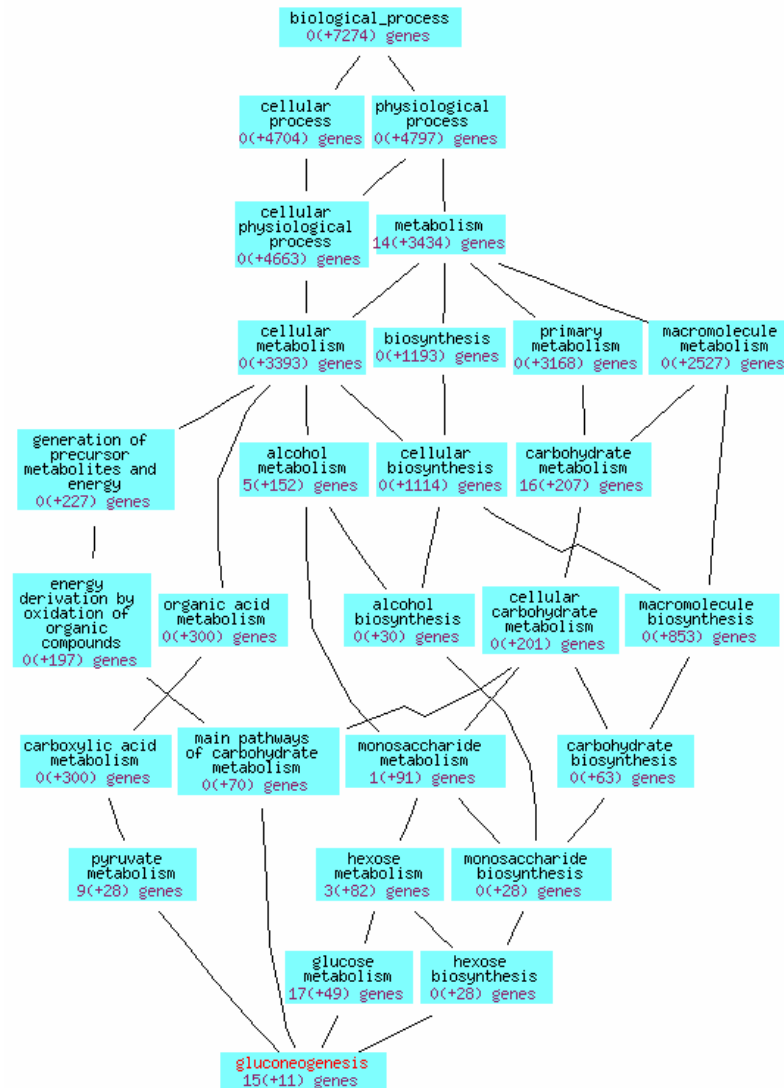 biological_process
0(+7274) genes
cellular
process
0(+4704) genes
physiological
process
0(+4797) genes
cellular
physiological
process
0(+4663) genes
metabolism
14(+3434) genes
cellular
metabolism
0(+3393) genes
biosynthesis
0(+1193) genes
primary
metabolism
0(+3168) genes
macromolecule
metabolism
0(+2527) genes
generation of
precursor
metabolites and
energy
0(+227) genes
alcohol
metabolism
5(+152) genes
cellular
biosynthesis
0(+1114) genes
carbohydrate
metabolism
16(+207) genes
energy
derivation by
oxidation of
organic
compounds
0(+197) genes
organic acid
metabolism
0(+300) genes
alcohol
biosynthesis
0(+30) genes
cellular
carbohydrate
metabolism
0(+201) genes
macromolecule
biosynthesis
0(+853) genes
carboxylic acid
metabolism
0(+300) genes
main pathways
of carbohydrate
metabolism
0(+70) genes
monosaccharide
metabolism
1(+91) genes
carbohydrate
biosynthesis
0(+63) genes
pyruvate
metabolism
9(+28) genes
hexose
metabolism
3(+82) genes
monosaccharide
biosynthesis
0(+28) genes
glucose
metabolism
17(+49) genes
hexose
biosynthesis
0(+28) genes
gluconeogenesis
15(+11) genes